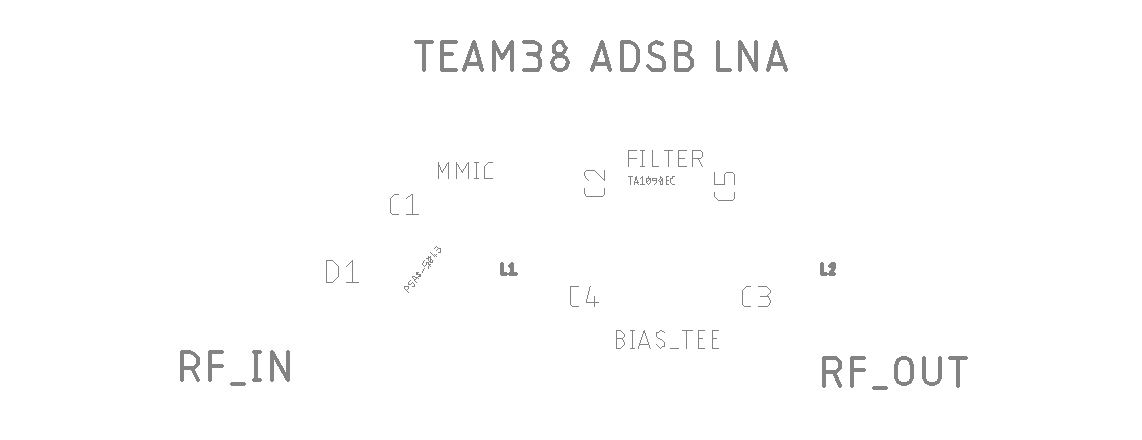 TEAM38 ADSB LNA
FILTER
MMIC
C2
TA1090EC
C5
C1
PSA4-5043
D1
L1
L2
C4
C3
BIAS_TEE
RF_IN
RF_OUT